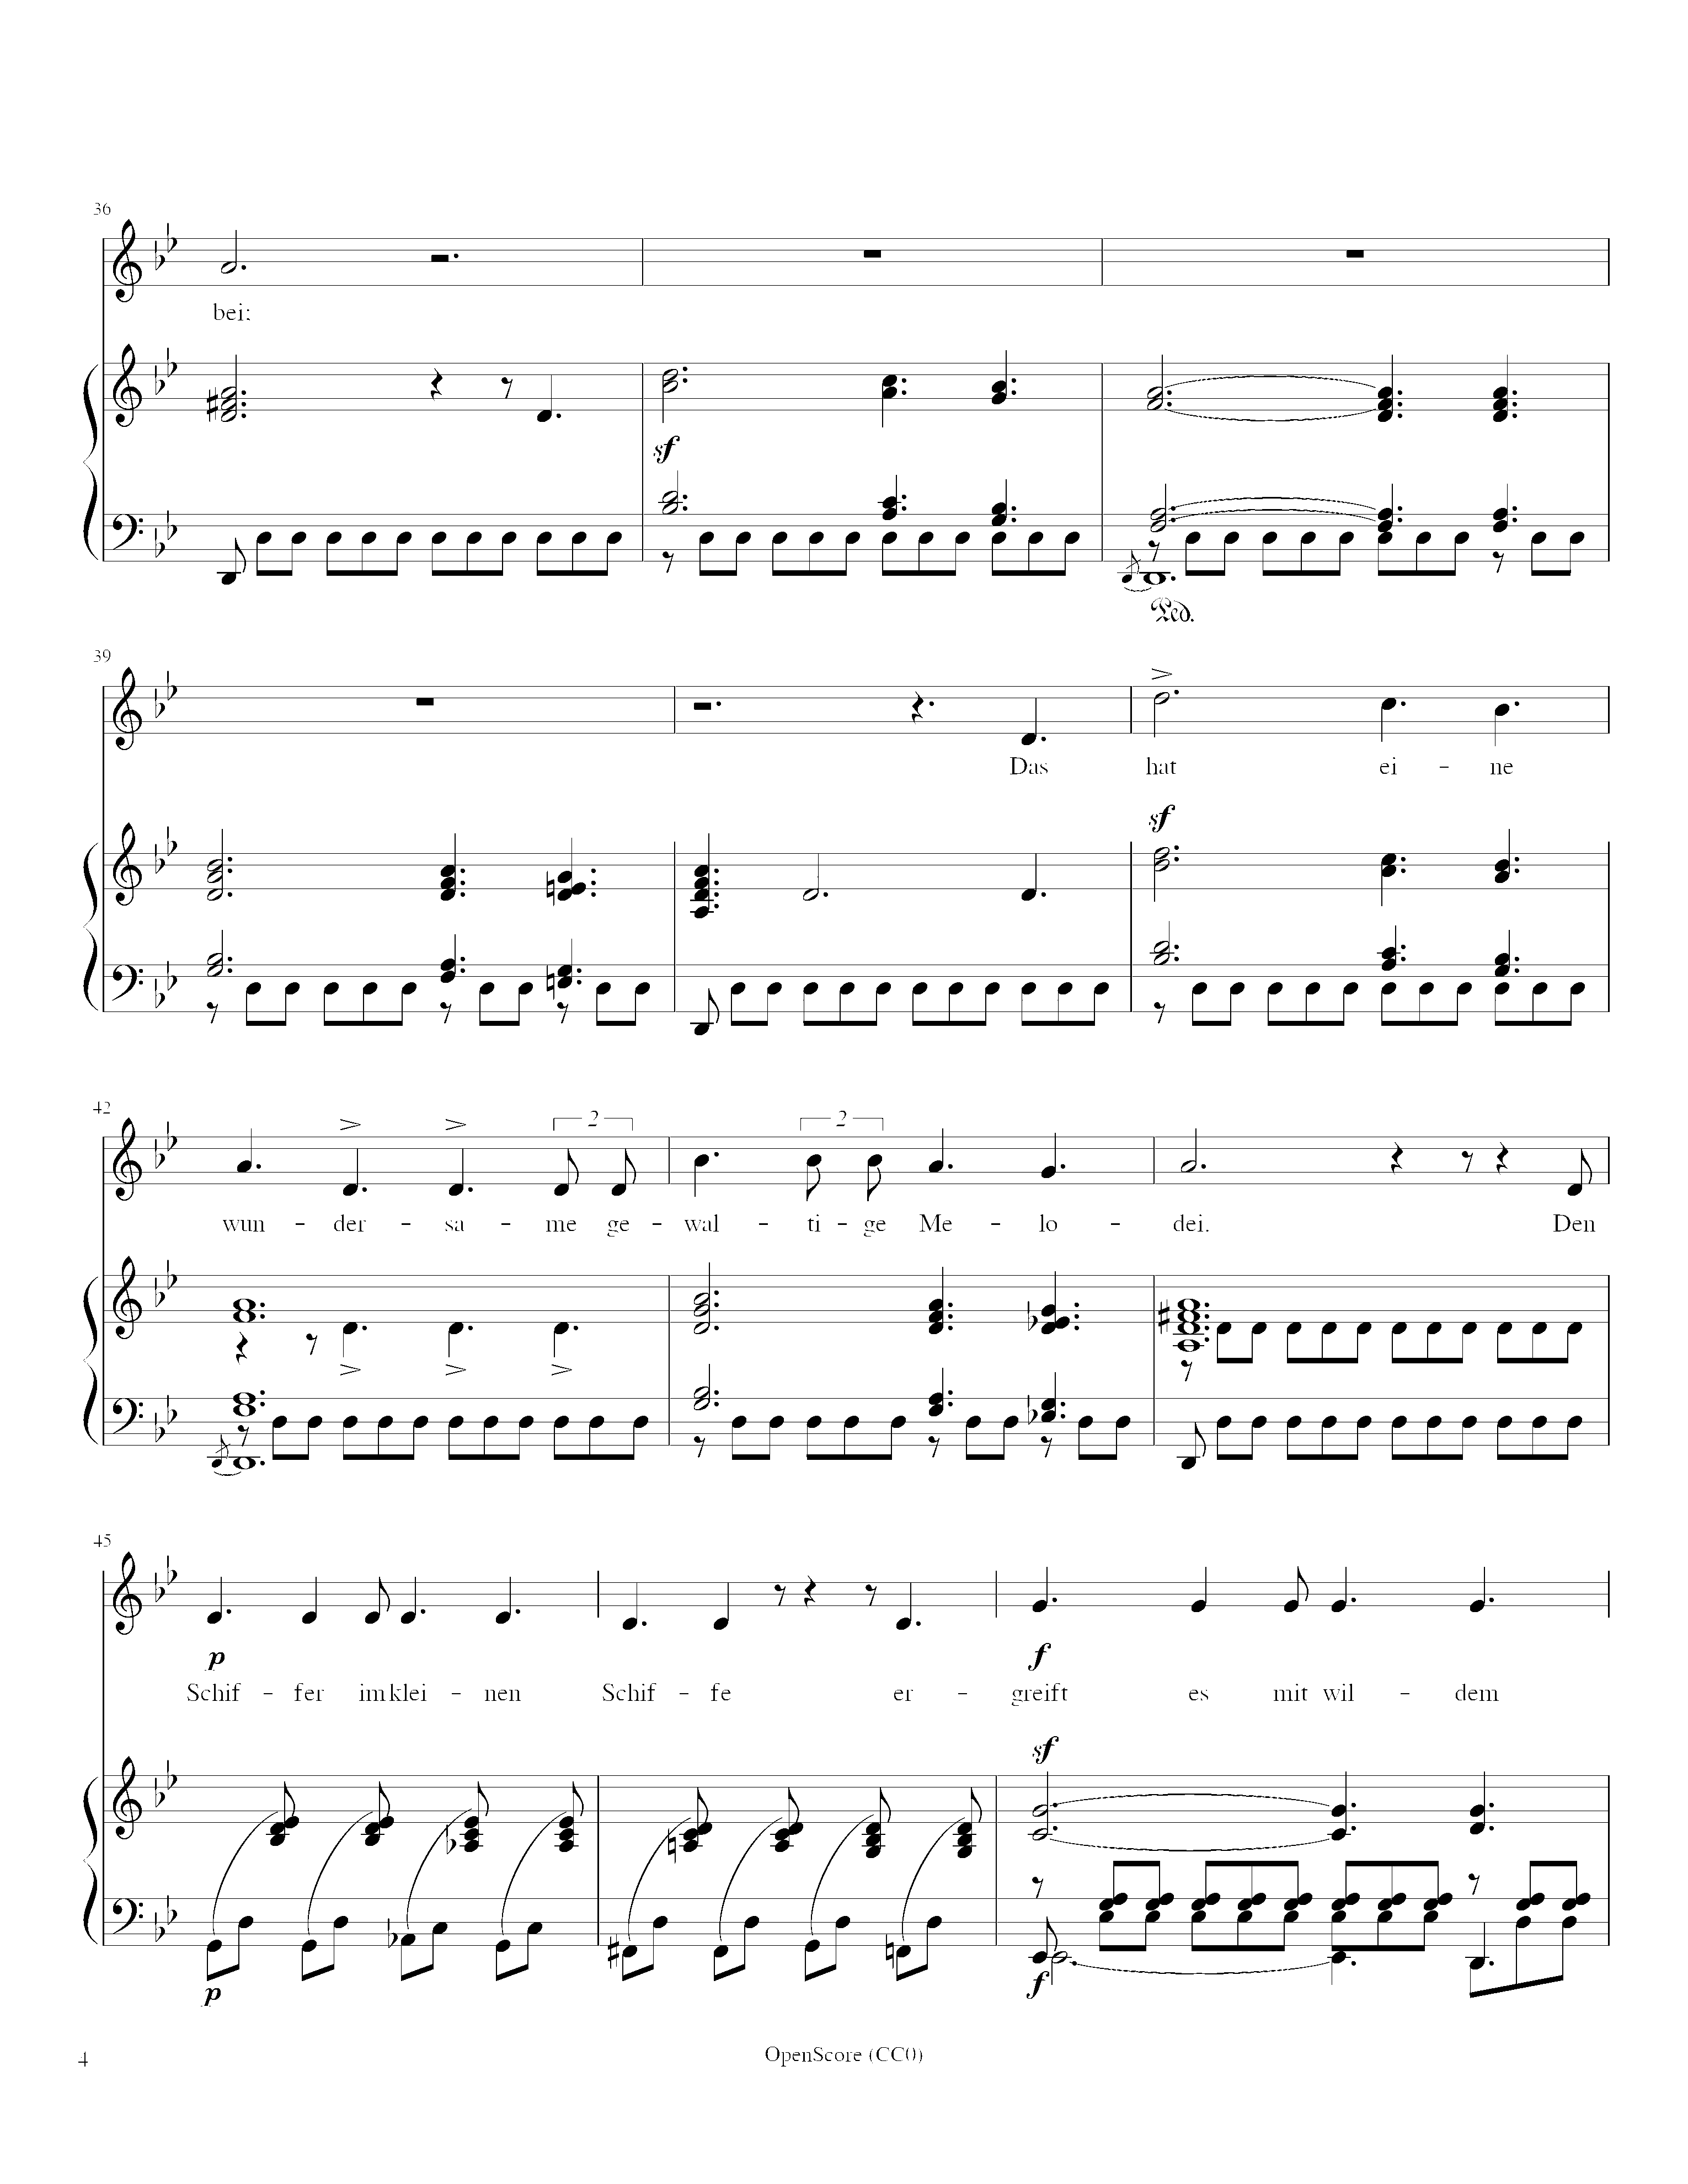 36
bei;
sf
Ped.
39
Das hat ei - ne
sf
42
2 2
wun - der - sa - me ge - wal - ti - ge Me - lo - dei. Den
45
p f
Schif - fer im klei - nen Schif - fe er - greift es mit wil - dem
sf
p f
OpenScore (CC0)
4